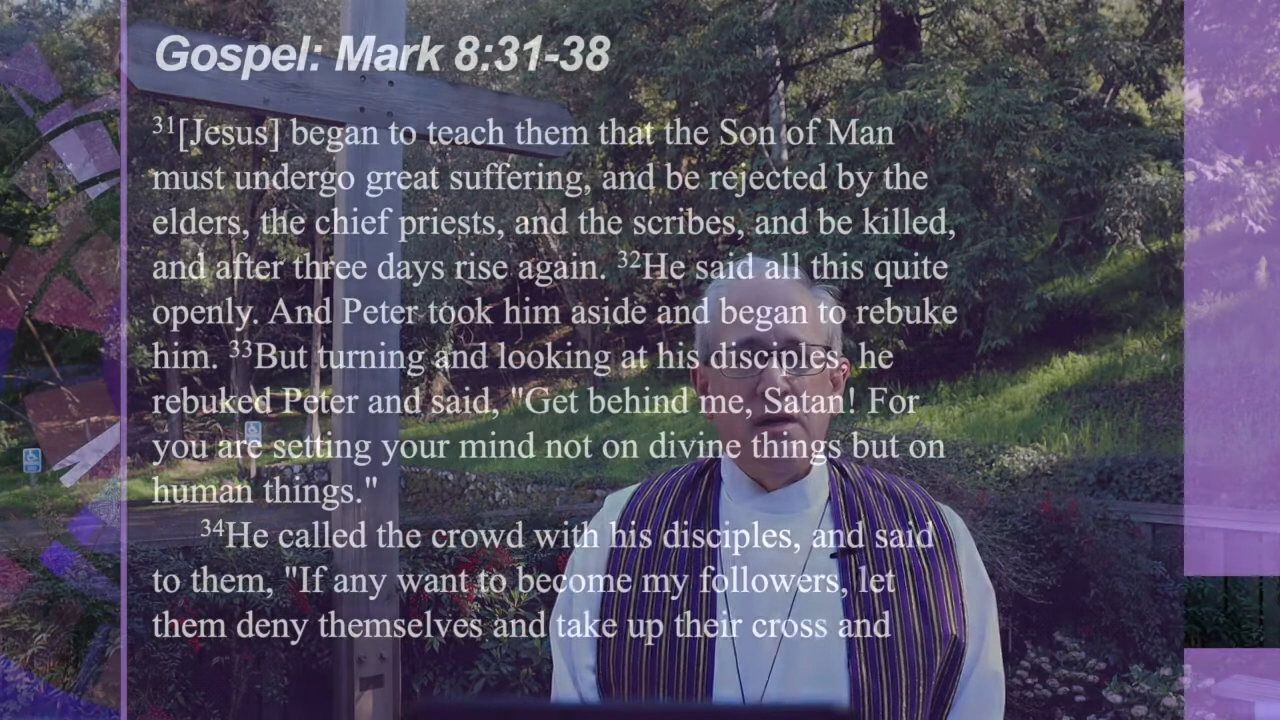 Gospel: Mark 8:31-38
³¹[Jesus] began to teach them that the Son of Man
must undergo great suffering, and be rejected by the
elders, the chief priests, and the scribes, and be killed,
and after three days rise again. ³²He said all this quite
openly. And Peter took him aside and began to rebuke
him. ³³But turning and looking at his disciples, he
rebuked Peter and said, "Get behind me, Satan! For
you are setting your mind not on divine things but on
human things."
³⁴He called the crowd with his disciples, and said
to them, "If any want to become my followers, let
them deny themselves and take up their cross and